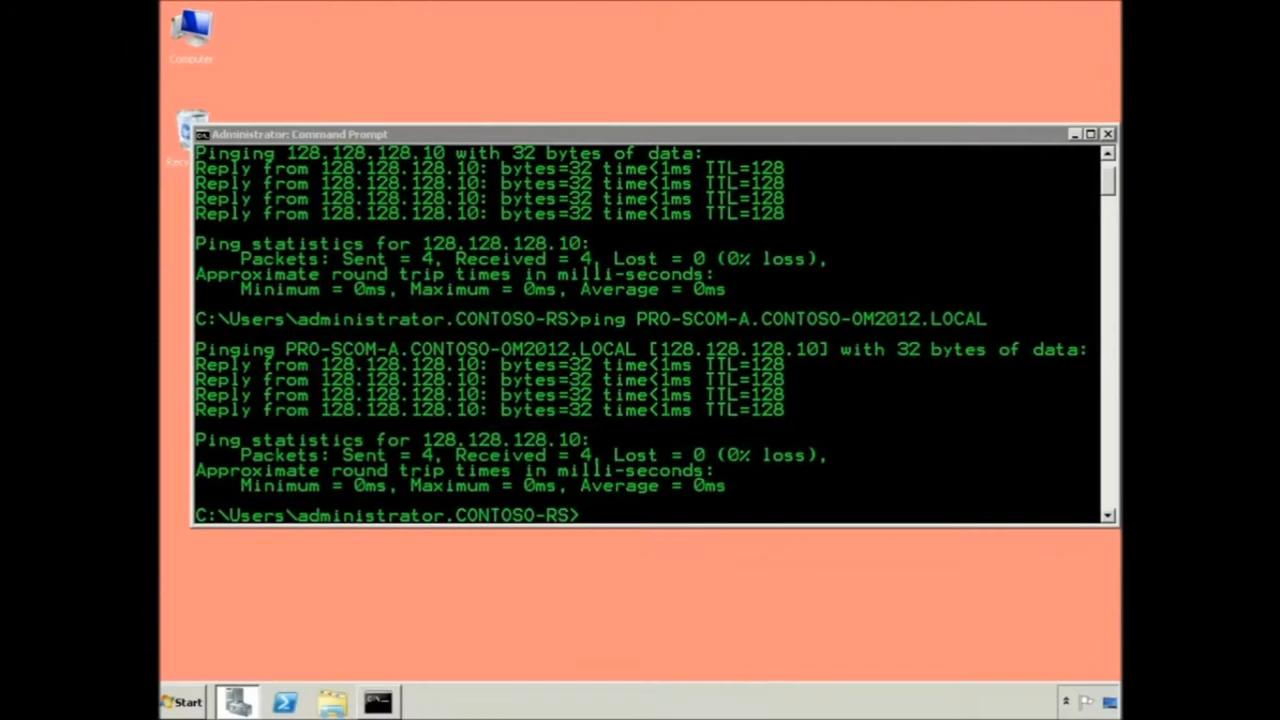 Computer
Administrator: Command Prompt
Pinging 128.128.128.10 with 32 bytes of data:
Reply from 128.128.128.10: bytes=32 time<1ms TTL=128
Reply from 128.128.128.10: bytes=32 time<1ms TTL=128
Reply from 128.128.128.10: bytes=32 time<1ms TTL=128
Reply from 128.128.128.10: bytes=32 time<1ms TTL=128
Ping statistics for 128.128.128.10:
Packets: Sent = 4, Received = 4, Lost = 0 (0% loss),
Approximate round trip times in milli-seconds:
Minimum = 0ms, Maximum = 0ms, Average = 0ms
C:\Users\administrator.CONTOSO-RS>ping PRO-SCOM-A.CONTOSO-OM2012.LOCAL
Pinging PRO-SCOM-A.CONTOSO-OM2012.LOCAL [128.128.128.10] with 32 bytes of data:
Reply from 128.128.128.10: bytes=32 time<1ms TTL=128
Reply from 128.128.128.10: bytes=32 time<1ms TTL=128
Reply from 128.128.128.10: bytes=32 time<1ms TTL=128
Reply from 128.128.128.10: bytes=32 time<1ms TTL=128
Ping statistics for 128.128.128.10:
Packets: Sent = 4, Received = 4, Lost = 0 (0% loss),
Approximate round trip times in milli-seconds:
Minimum = 0ms, Maximum = 0ms, Average = 0ms
C:\Users\administrator.CONTOSO-RS>
Start